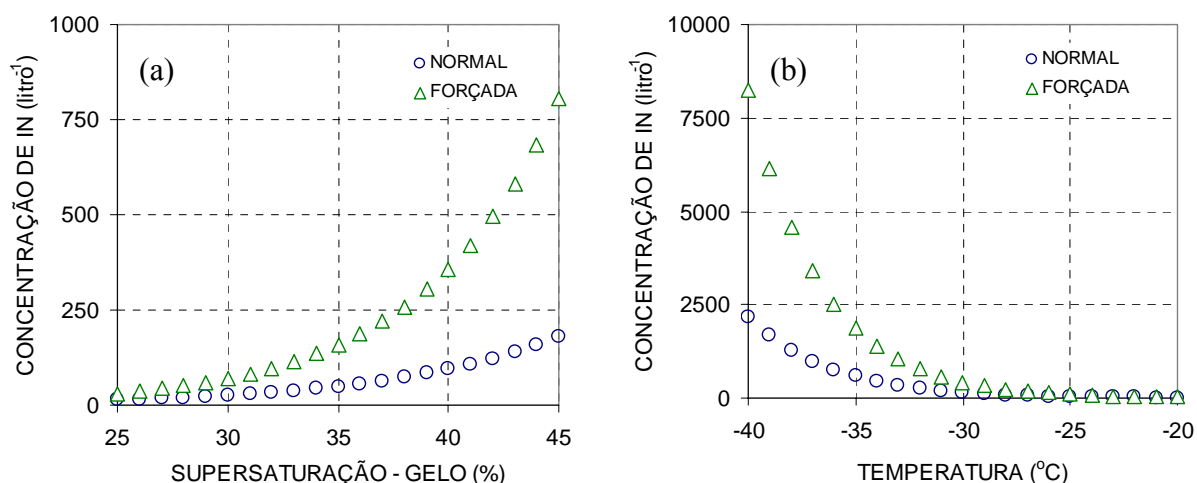 CONCENTRAÇÃO DE IN (litro⁻¹)
1000
750
500
250
0
(a)
NORMAL
FORÇADA
25 30 35 40 45
SUPERSATURAÇÃO - GELO (%)
CONCENTRAÇÃO DE IN (litro⁻¹)
10000
7500
5000
2500
0
(b)
NORMAL
FORÇADA
-40 -35 -30 -25 -20
TEMPERATURA (°C)